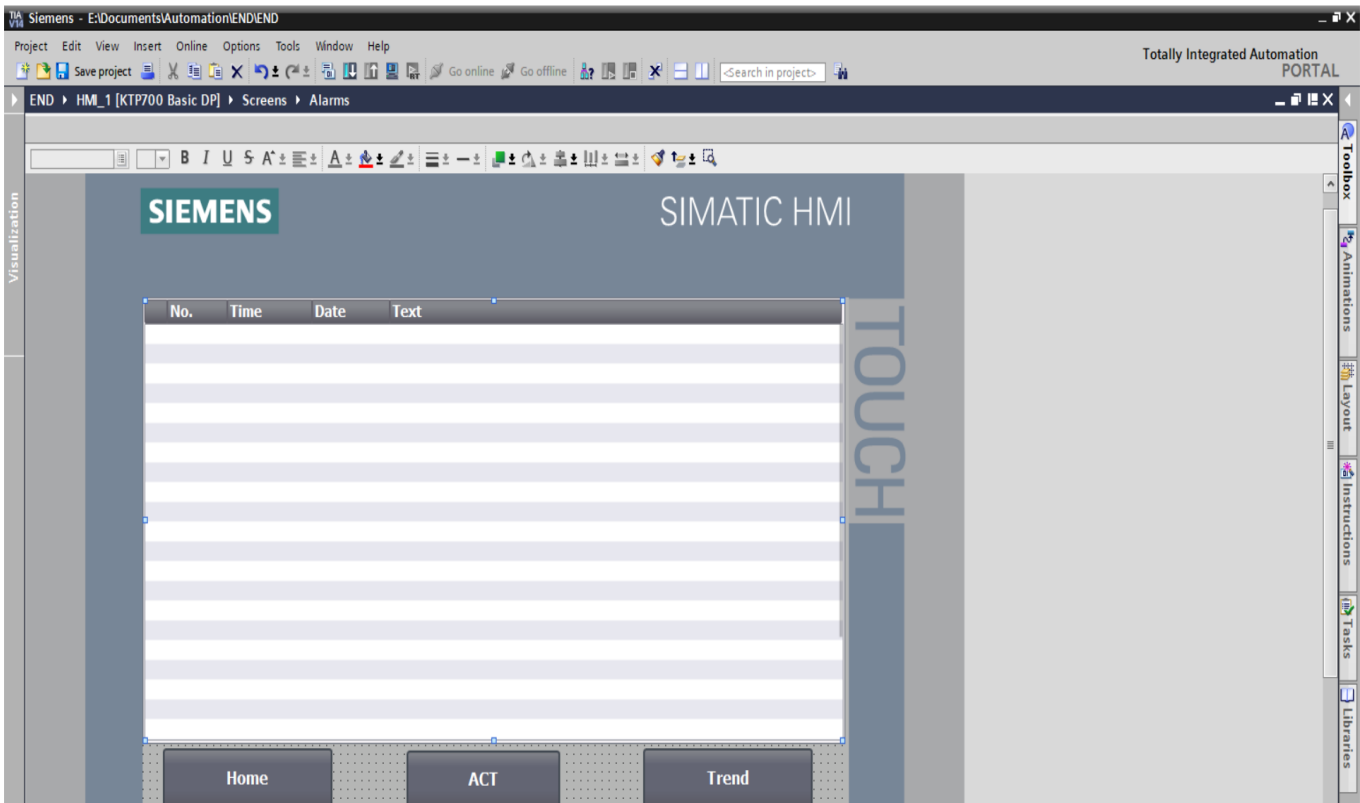 TIA V14 Siemens - E:\Documents\Automation\END\END
Project Edit View Insert Online Options Tools Window Help
Totally Integrated Automation
PORTAL
Save project
Go online
Go offline
<Search in project>
END HMI_1 [KTP700 Basic DP] Screens Alarms
B I U S A A
Visualization
SIEMENS
SIMATIC HMI
No. Time Date Text
TOUCH
Home ACT Trend
Toolbox
Animations
Layout
Instructions
Tasks
Libraries